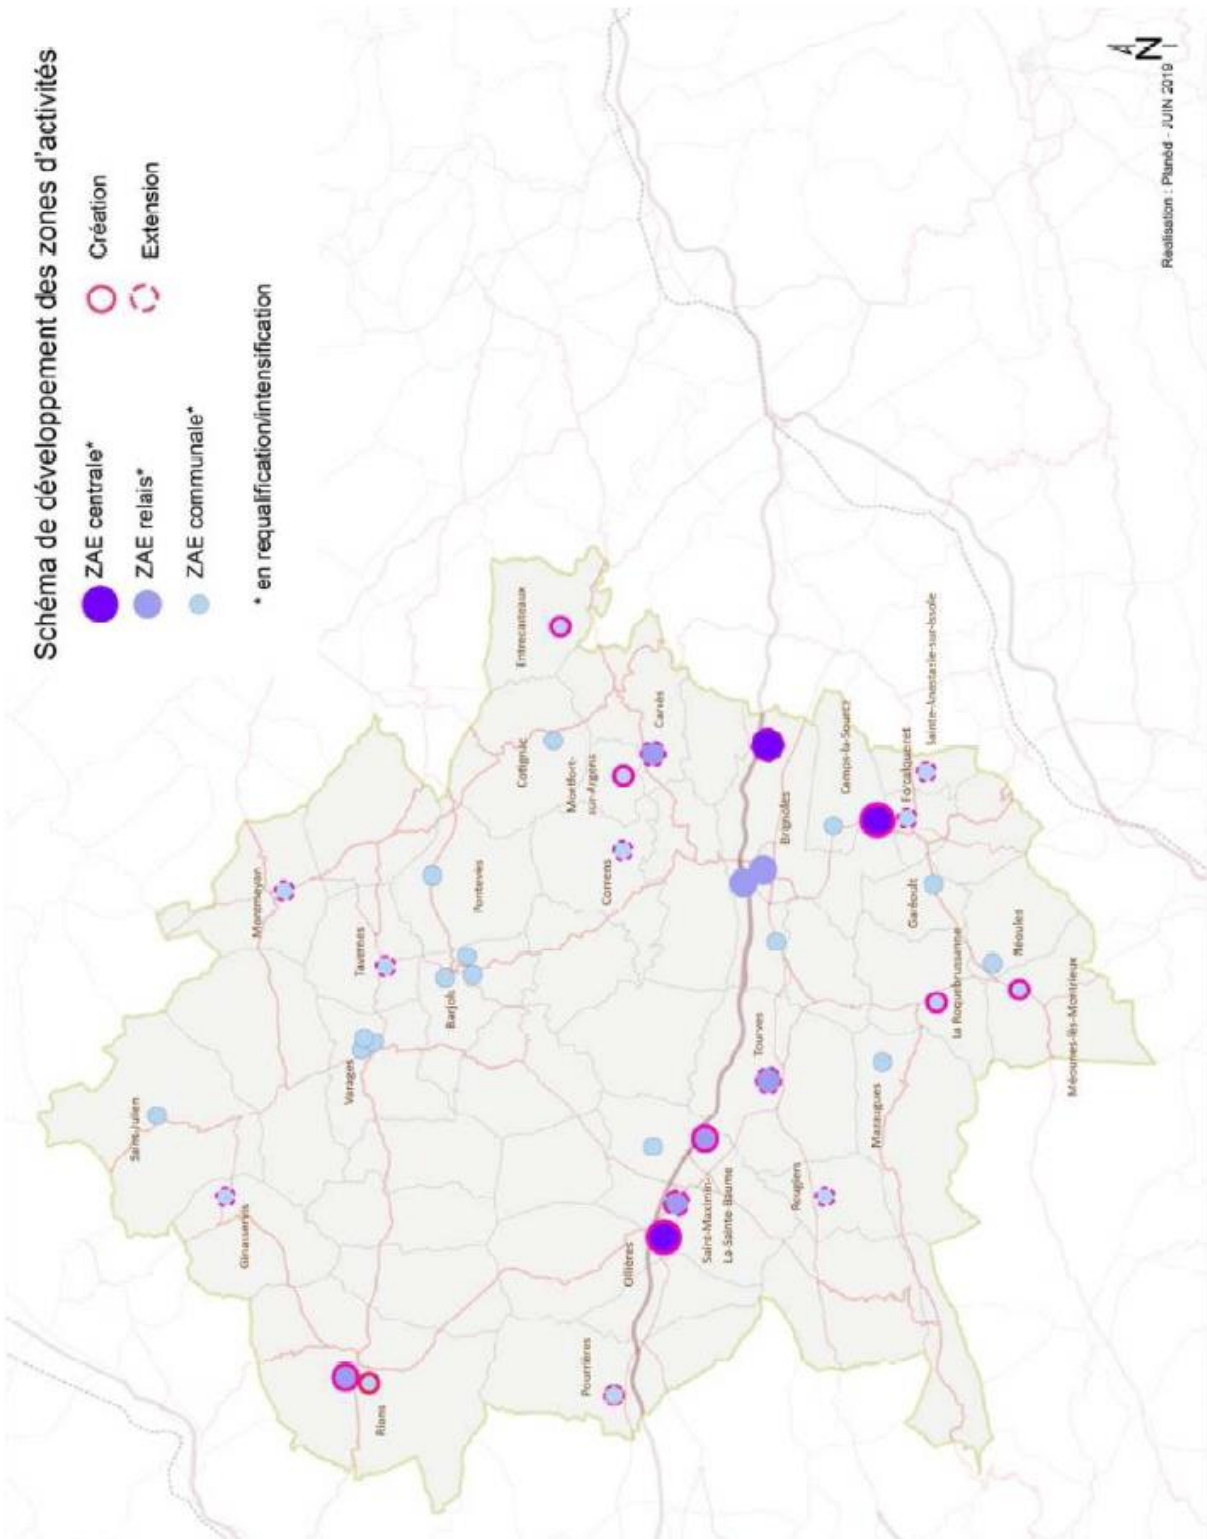 Schéma de développement des zones d'activités
ZAE centrale*
ZAE relais*
ZAE communale*
Création
Extension
* en requalification/intensification
Saint-Julien
Ginasservis
Rians
Varages
Montmeyan
Tavernes
Barjols
Pontevès
Cotignac
Entrecasteaux
Montfort-
sur-Argens
Carcès
Correns
Ollières
Pourrières
Saint-Maximin-
La-Sainte-Baume
Tourves
Brignoles
Camps-la-Source
Rougiers
Mazaugues
La Roquebrussanne
Garéoult
Forcalqueiret
Sainte-Anastasie-sur-Issole
Néoules
Méounes-lès-Montrieux
N
Réalisation : Planèd - JUIN 2019